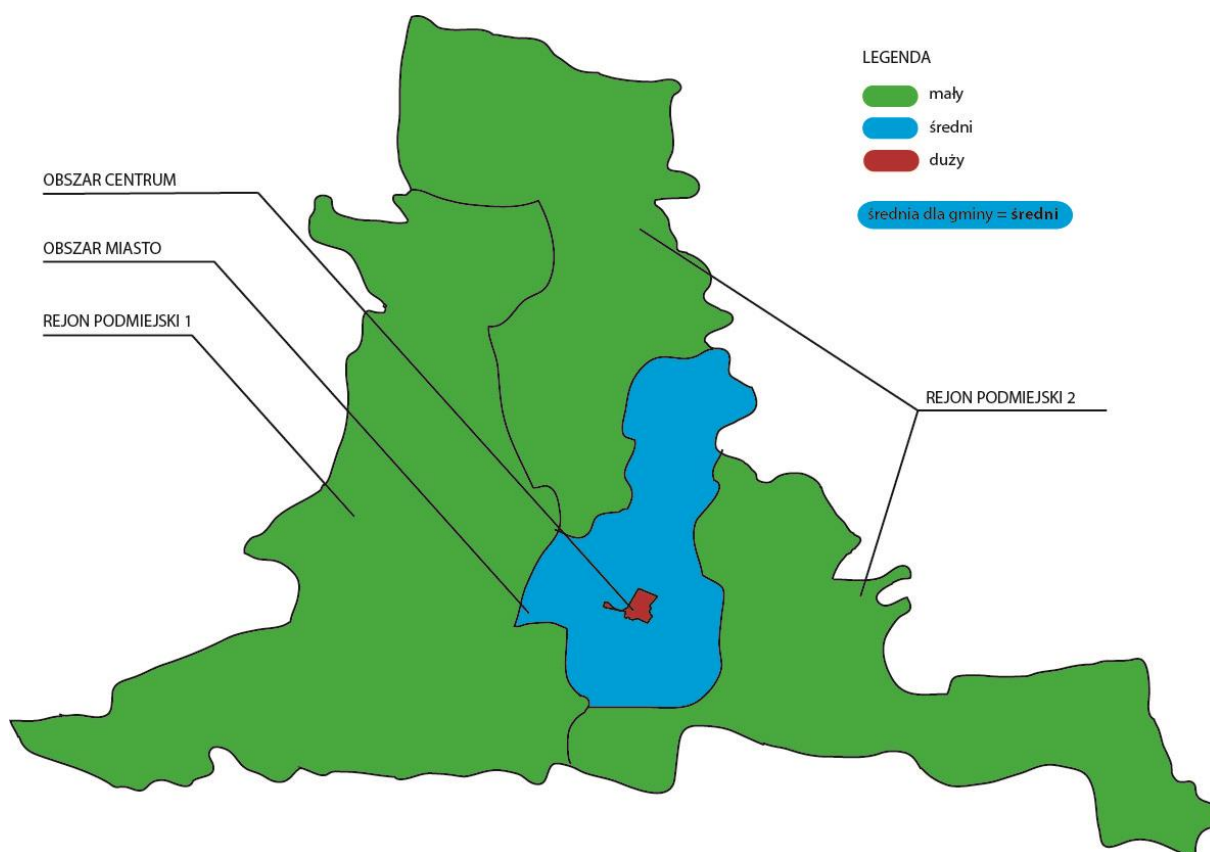 LEGENDA
mały
średni
duży
średnia dla gminy = średni
OBSZAR CENTRUM
OBSZAR MIASTO
REJON PODMIEJSKI 1
REJON PODMIEJSKI 2